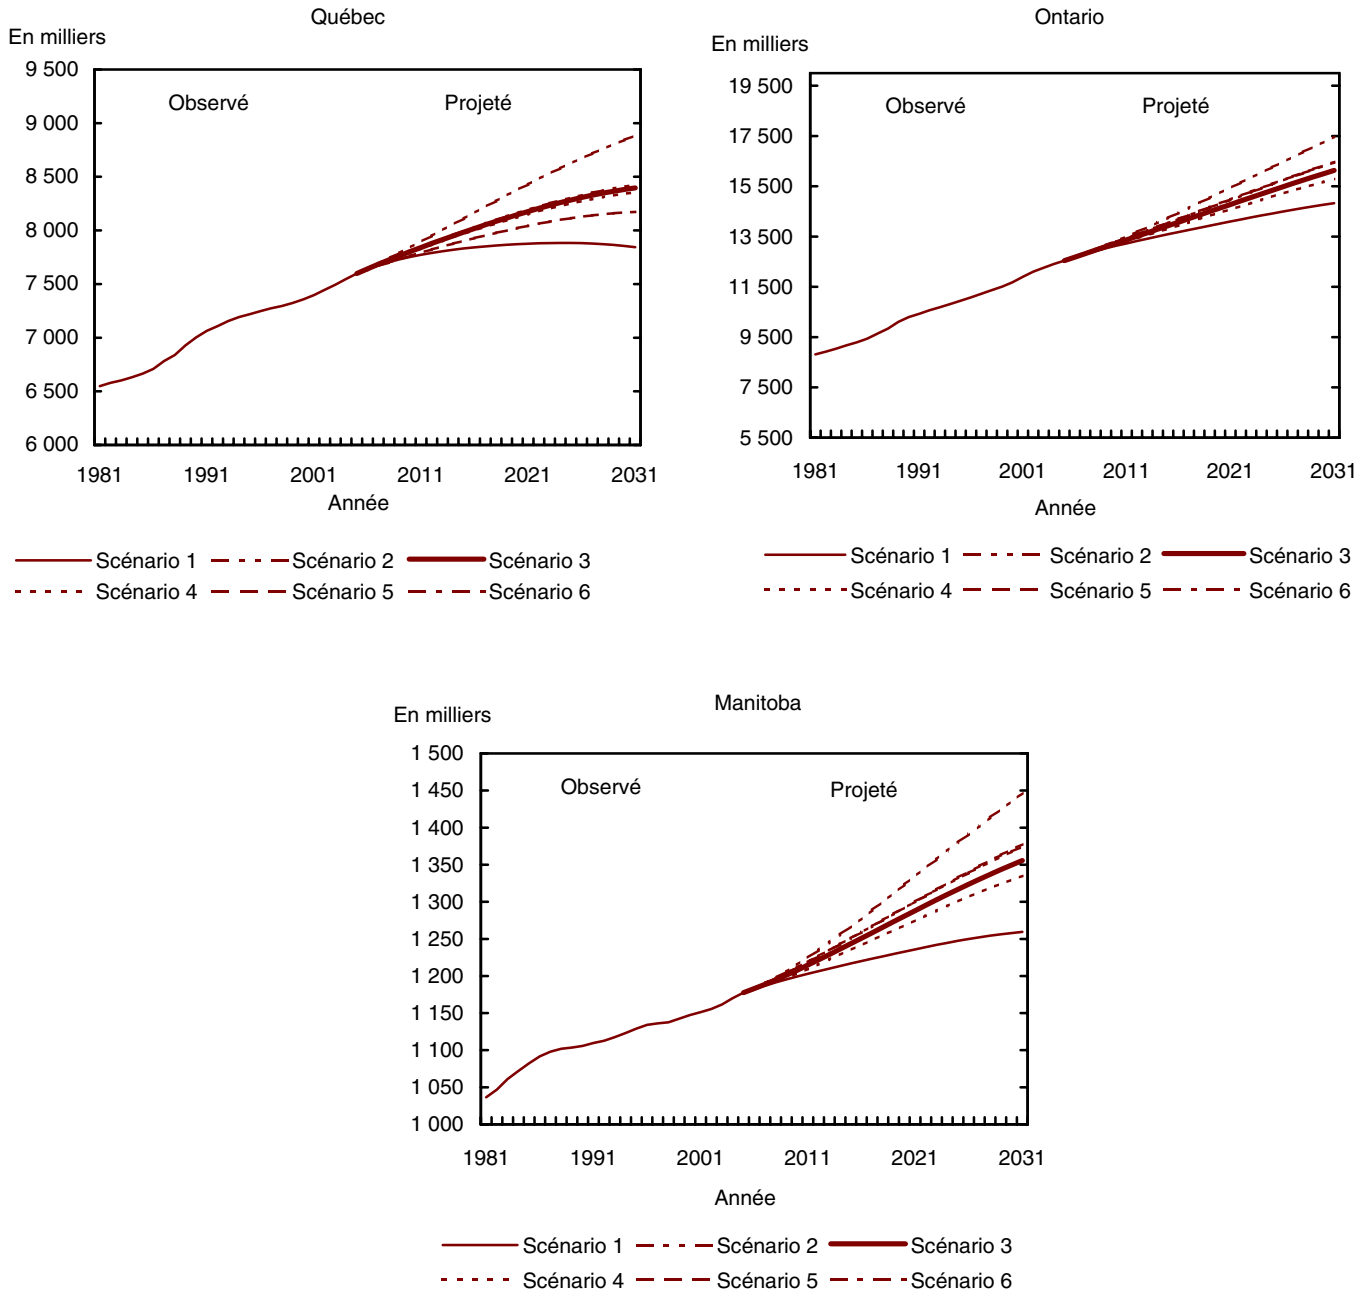 Québec
En milliers
9 500
9 000
8 500
8 000
7 500
7 000
6 500
6 000
Observé
Projeté
1981 1991 2001 2011 2021 2031
Année
Scénario 1 Scénario 2 Scénario 3
Scénario 4 Scénario 5 Scénario 6
Ontario
En milliers
19 500
17 500
15 500
13 500
11 500
9 500
7 500
5 500
Observé
Projeté
1981 1991 2001 2011 2021 2031
Année
Scénario 1 Scénario 2 Scénario 3
Scénario 4 Scénario 5 Scénario 6
Manitoba
En milliers
1 500
1 450
1 400
1 350
1 300
1 250
1 200
1 150
1 100
1 050
1 000
Observé
Projeté
1981 1991 2001 2011 2021 2031
Année
Scénario 1 Scénario 2 Scénario 3
Scénario 4 Scénario 5 Scénario 6